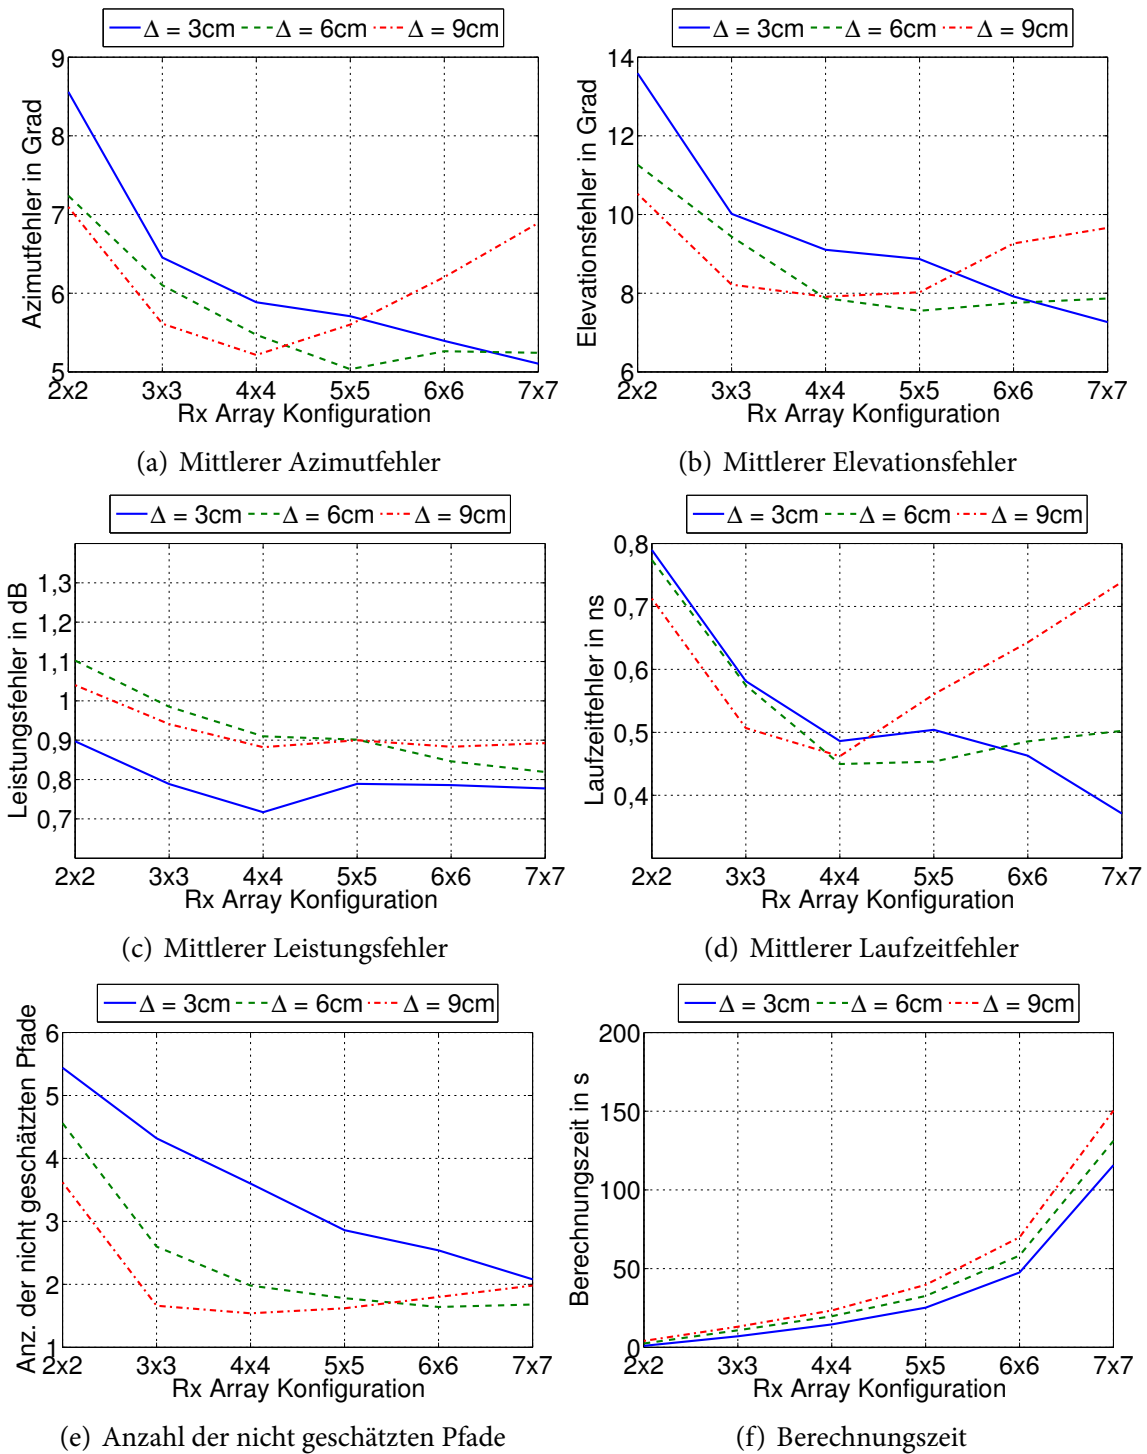 Δ = 3cm Δ = 6cm Δ = 9cm
Azimutfehler in Grad
9
8
7
6
5
2x2 3x3 4x4 5x5 6x6 7x7
Rx Array Konfiguration
(a) Mittlerer Azimutfehler
Δ = 3cm Δ = 6cm Δ = 9cm
Elevationsfehler in Grad
14
12
10
8
6
2x2 3x3 4x4 5x5 6x6 7x7
Rx Array Konfiguration
(b) Mittlerer Elevationsfehler
Δ = 3cm Δ = 6cm Δ = 9cm
Leistungsfehler in dB
1,3
1,2
1,1
1
0,9
0,8
0,7
2x2 3x3 4x4 5x5 6x6 7x7
Rx Array Konfiguration
(c) Mittlerer Leistungsfehler
Δ = 3cm Δ = 6cm Δ = 9cm
Laufzeitfehler in ns
0,8
0,7
0,6
0,5
0,4
2x2 3x3 4x4 5x5 6x6 7x7
Rx Array Konfiguration
(d) Mittlerer Laufzeitfehler
Δ = 3cm Δ = 6cm Δ = 9cm
Anz. der nicht geschätzten Pfade
6
5
4
3
2
1
2x2 3x3 4x4 5x5 6x6 7x7
Rx Array Konfiguration
(e) Anzahl der nicht geschätzten Pfade
Δ = 3cm Δ = 6cm Δ = 9cm
Berechnungszeit in s
200
150
100
50
0
2x2 3x3 4x4 5x5 6x6 7x7
Rx Array Konfiguration
(f) Berechnungszeit